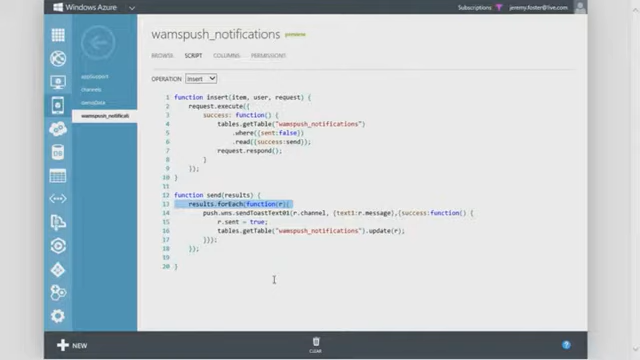 Windows Azure
Subscriptions
jeremy.foster@live.com
wamspush_notifications
BROWSE SCRIPT COLUMNS PERMISSIONS
channels
wamspush_notificati
OPERATION Insert
1 function insert(item, user, request) {
2 request.execute({
3 success: function() {
4 tables.getTable("wamspush_notifications")
5 .where({sent:false})
6 .read({success:send});
7 request.respond();
8 }
9 });
10 }
11
12 function send(results) {
13 results.forEach(function(r){
14 push.wns.sendToastText01(r.channel, {text1:r.message},{success:function() {
15 r.sent = true;
16 tables.getTable("wamspush_notifications").update(r);
17 }});
18 });
19
20 }
NEW
CLEAR
?